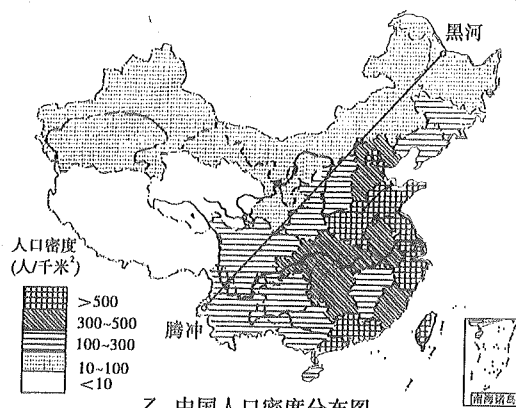 黑河
人口密度
(人/千米²)
>500
300~500
100~300
10~100
<10
腾冲
南海诸岛
乙 中国人口密度分布图